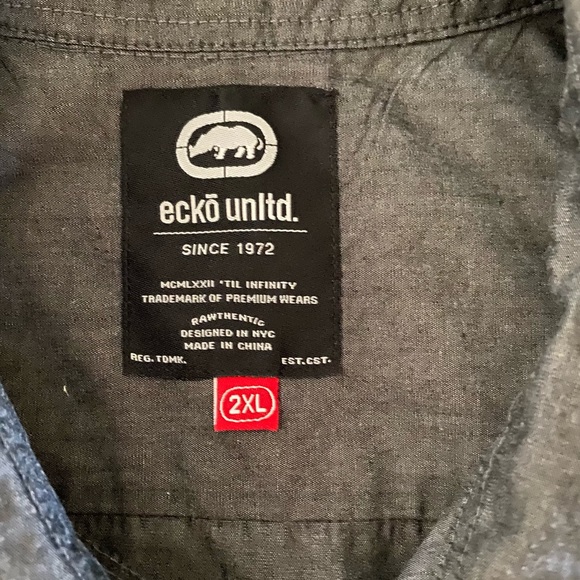 eckō unltd.
SINCE 1972
MCMLXXII 'TIL INFINITY
TRADEMARK OF PREMIUM WEARS
RAWTHENTIC
DESIGNED IN NYC
MADE IN CHINA
REG. TDMK. EST. CST.
2XL